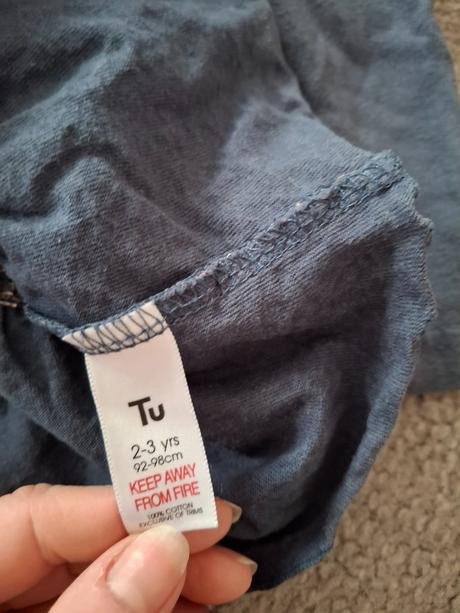 Tu
2-3 yrs
92-98cm
KEEP AWAY
FROM FIRE
100% COTTON
EXCLUSIVE OF TRIMS